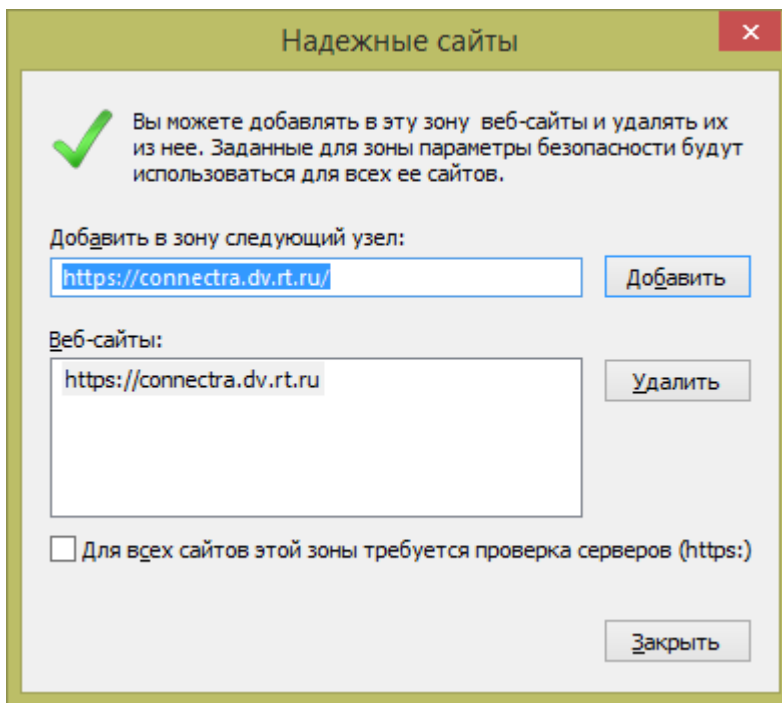 Надежные сайты
Вы можете добавлять в эту зону веб-сайты и удалять их
из нее. Заданные для зоны параметры безопасности будут
использоваться для всех ее сайтов.
Добавить в зону следующий узел:
https://connectra.dv.rt.ru/
Добавить
Веб-сайты:
https://connectra.dv.rt.ru
Удалить
Для всех сайтов этой зоны требуется проверка серверов (https:)
Закрыть